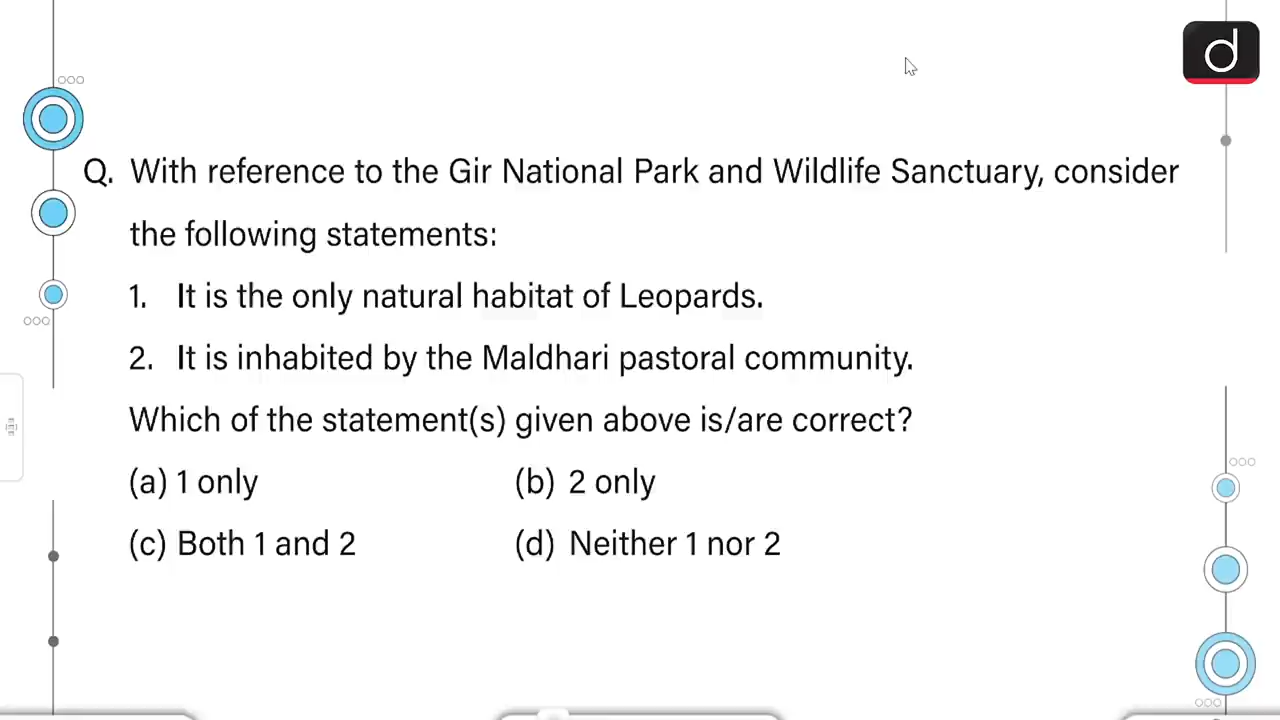 d
Q. With reference to the Gir National Park and Wildlife Sanctuary, consider
the following statements:
1. It is the only natural habitat of Leopards.
2. It is inhabited by the Maldhari pastoral community.
Which of the statement(s) given above is/are correct?
(a) 1 only (b) 2 only
(c) Both 1 and 2 (d) Neither 1 nor 2